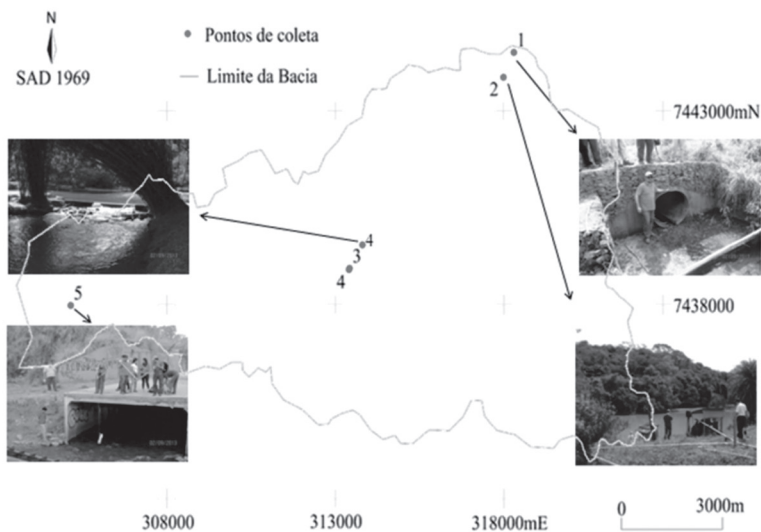 N
SAD 1969
Pontos de coleta
Limite da Bacia
1
2
7443000mN
4
3
4
5
7438000
308000
313000
318000mE
0
3000m